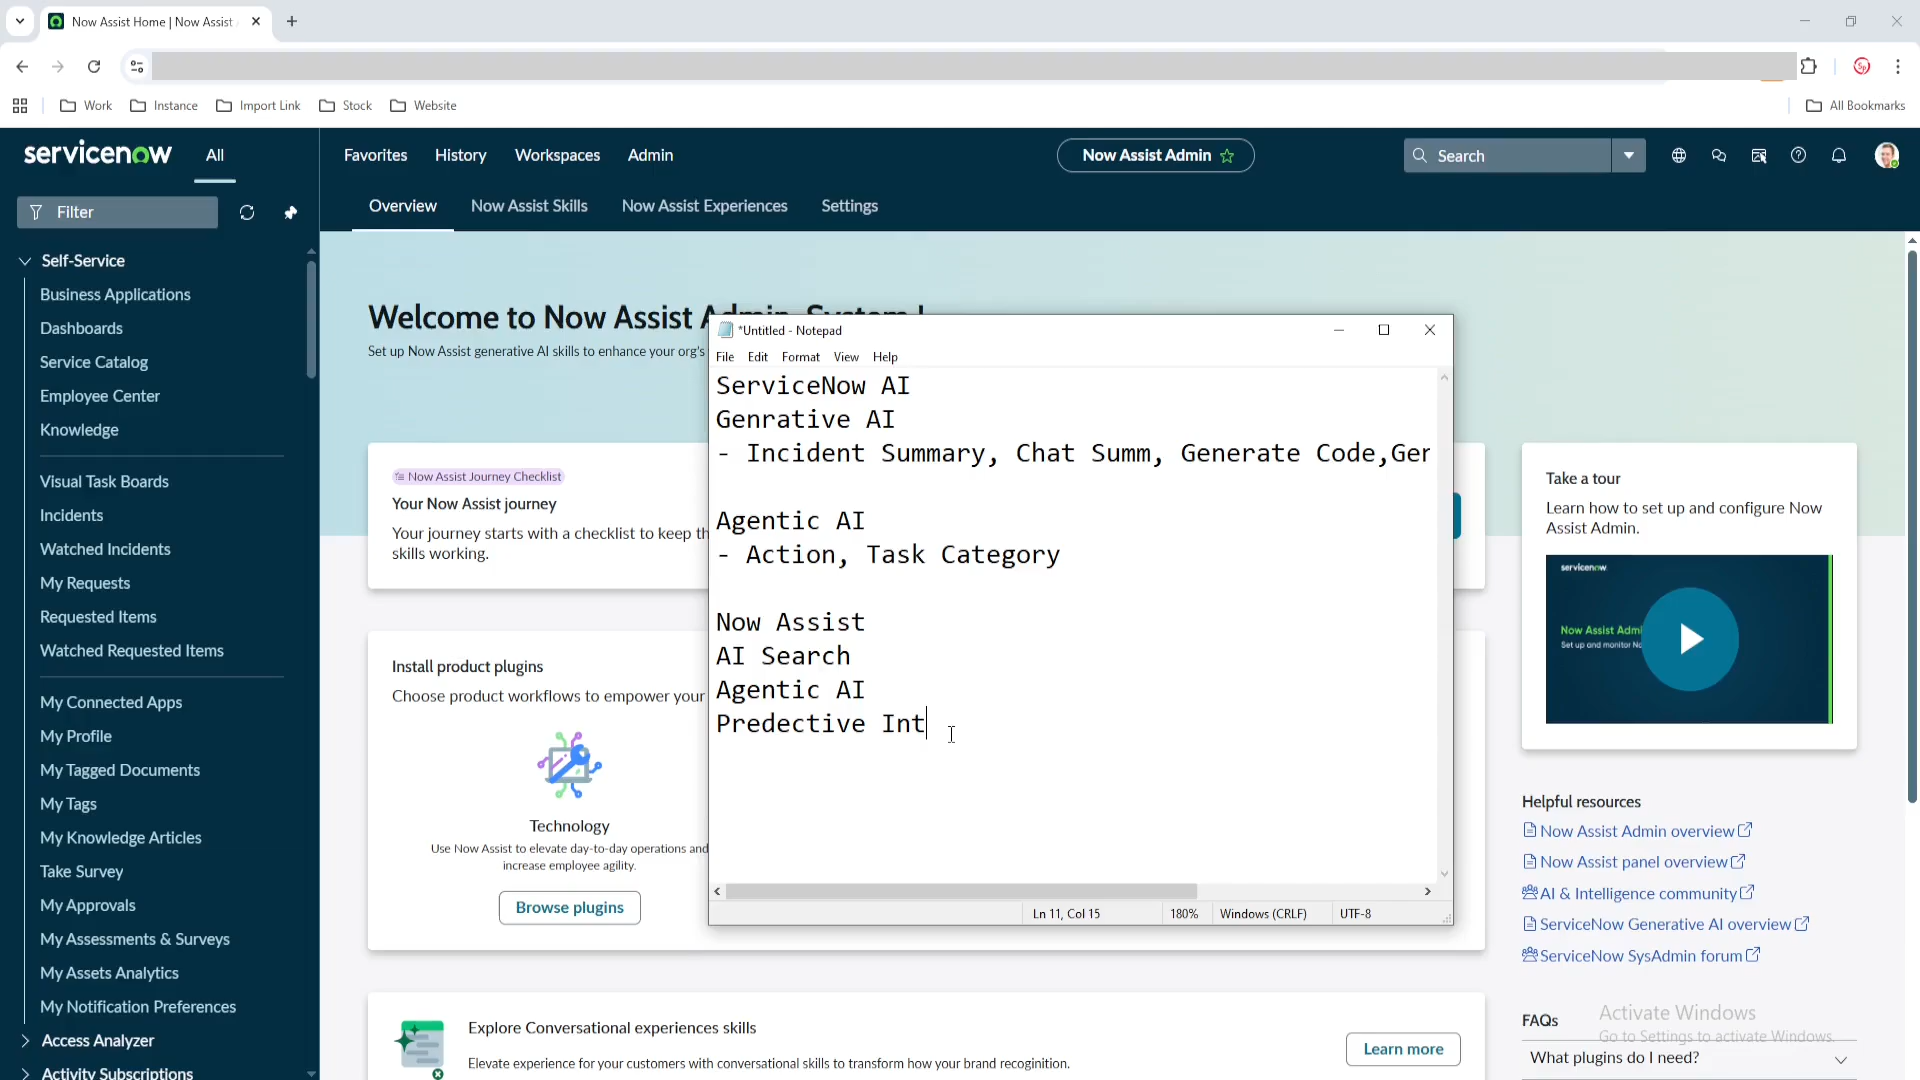 Now Assist Home | Now Assist
Work
Instance
Import Link
Stock
Website
All Bookmarks
servicenow
All
Favorites
History
Workspaces
Admin
Now Assist Admin
Search
Filter
Overview
Now Assist Skills
Now Assist Experiences
Settings
Self-Service
Business Applications
Dashboards
Service Catalog
Employee Center
Knowledge
Visual Task Boards
Incidents
Watched Incidents
My Requests
Requested Items
Watched Requested Items
My Connected Apps
My Profile
My Tagged Documents
My Tags
My Knowledge Articles
Take Survey
My Approvals
My Assessments & Surveys
My Assets Analytics
My Notification Preferences
Access Analyzer
Activity Subscriptions
Welcome to Now Assist Admin, System !
Set up Now Assist generative AI skills to enhance your org's
Now Assist Journey Checklist
Your Now Assist journey
Your journey starts with a checklist to keep
skills working.
Install product plugins
Choose product workflows to empower your
Technology
Use Now Assist to elevate day-to-day operations and
increase employee agility.
Browse plugins
Explore Conversational experiences skills
Elevate experience for your customers with conversational skills to transform how your brand recoginition.
Learn more
*Untitled - Notepad
File Edit Format View Help
ServiceNow AI
Genrative AI
- Incident Summary, Chat Summ, Generate Code,Ger
Agentic AI
- Action, Task Category
Now Assist
AI Search
Agentic AI
Predective Int
Ln 11, Col 15
180%
Windows (CRLF)
UTF-8
Take a tour
Learn how to set up and configure Now
Assist Admin.
servicenow
Now Assist Admi
Set up and monitor
Helpful resources
Now Assist Admin overview
Now Assist panel overview
AI & Intelligence community
ServiceNow Generative AI overview
ServiceNow SysAdmin forum
FAQs
What plugins do I need?
Activate Windows
Go to Settings to activate Windows.